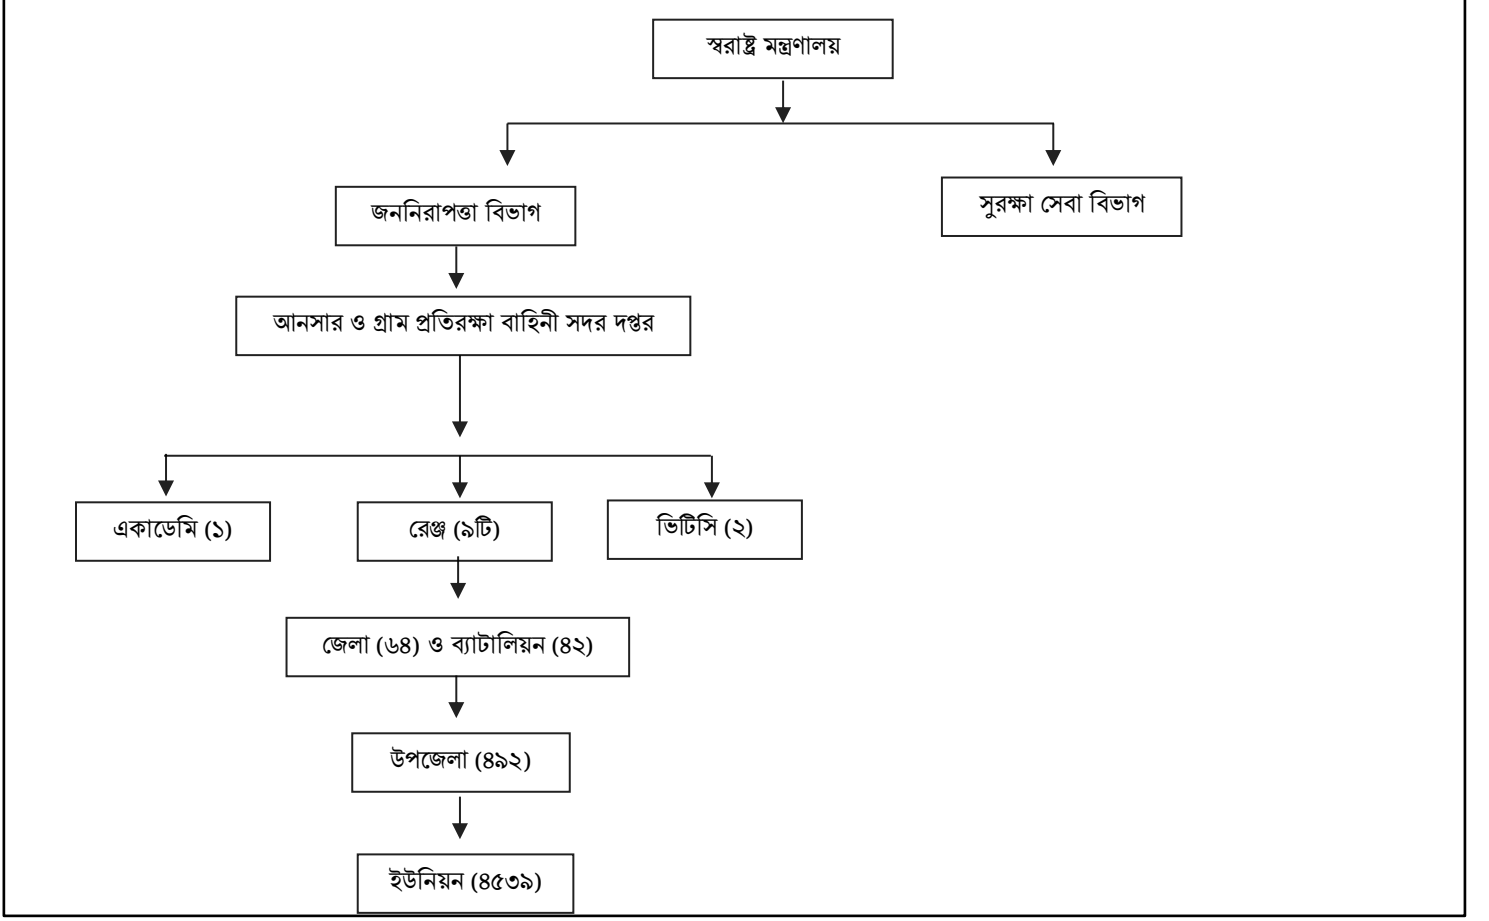 স্বরাষ্ট্র মন্ত্রণালয়
জননিরাপত্তা বিভাগ
সুরক্ষা সেবা বিভাগ
আনসার ও গ্রাম প্রতিরক্ষা বাহিনী সদর দপ্তর
একাডেমি (১)
রেঞ্জ (৯টি)
ভিটিসি (২)
জেলা (৬৪) ও ব্যাটালিয়ন (৪২)
উপজেলা (৪৯২)
ইউনিয়ন (৪৫৩৯)